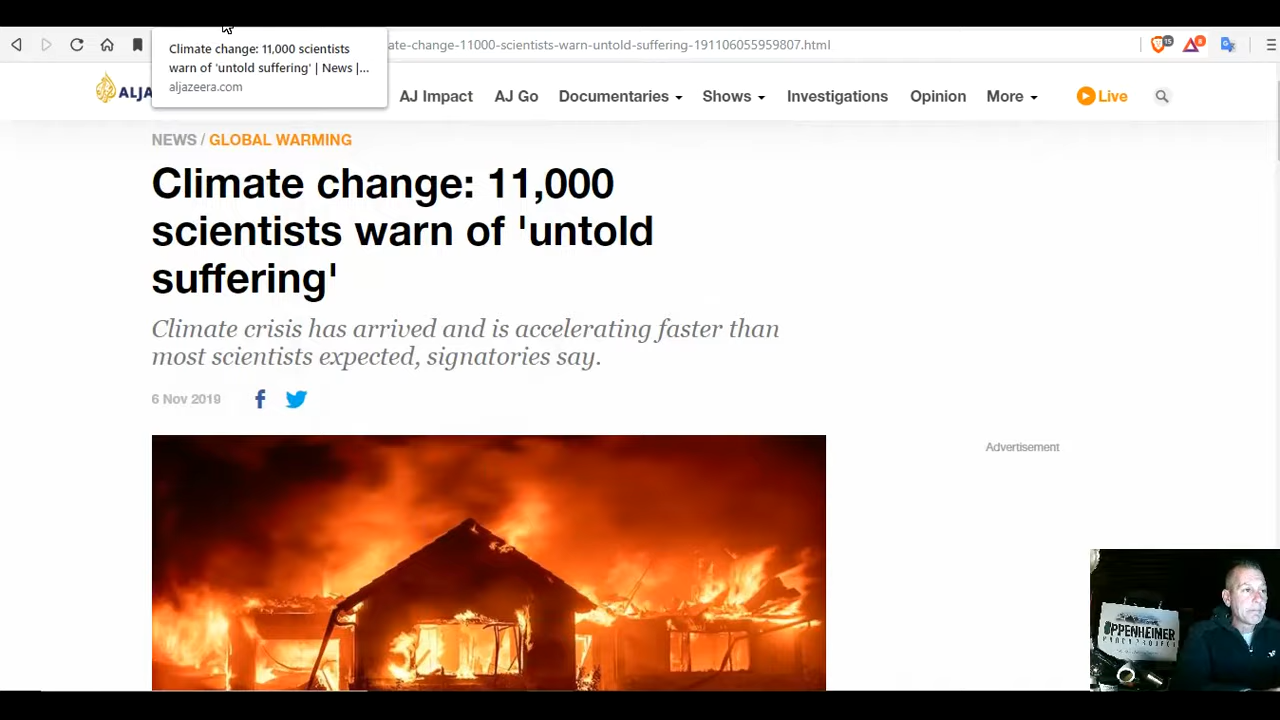 Climate change: 11,000 scientists
warn of 'untold suffering' | News |...
aljazeera.com
ate-change-11000-scientists-warn-untold-suffering-191106055959807.html
15
8
ALJA
AJ Impact
AJ Go
Documentaries
Shows
Investigations
Opinion
More
Live
NEWS / GLOBAL WARMING
Climate change: 11,000
scientists warn of 'untold
suffering'
Climate crisis has arrived and is accelerating faster than
most scientists expected, signatories say.
6 Nov 2019
Advertisement
OPPENHEIMER